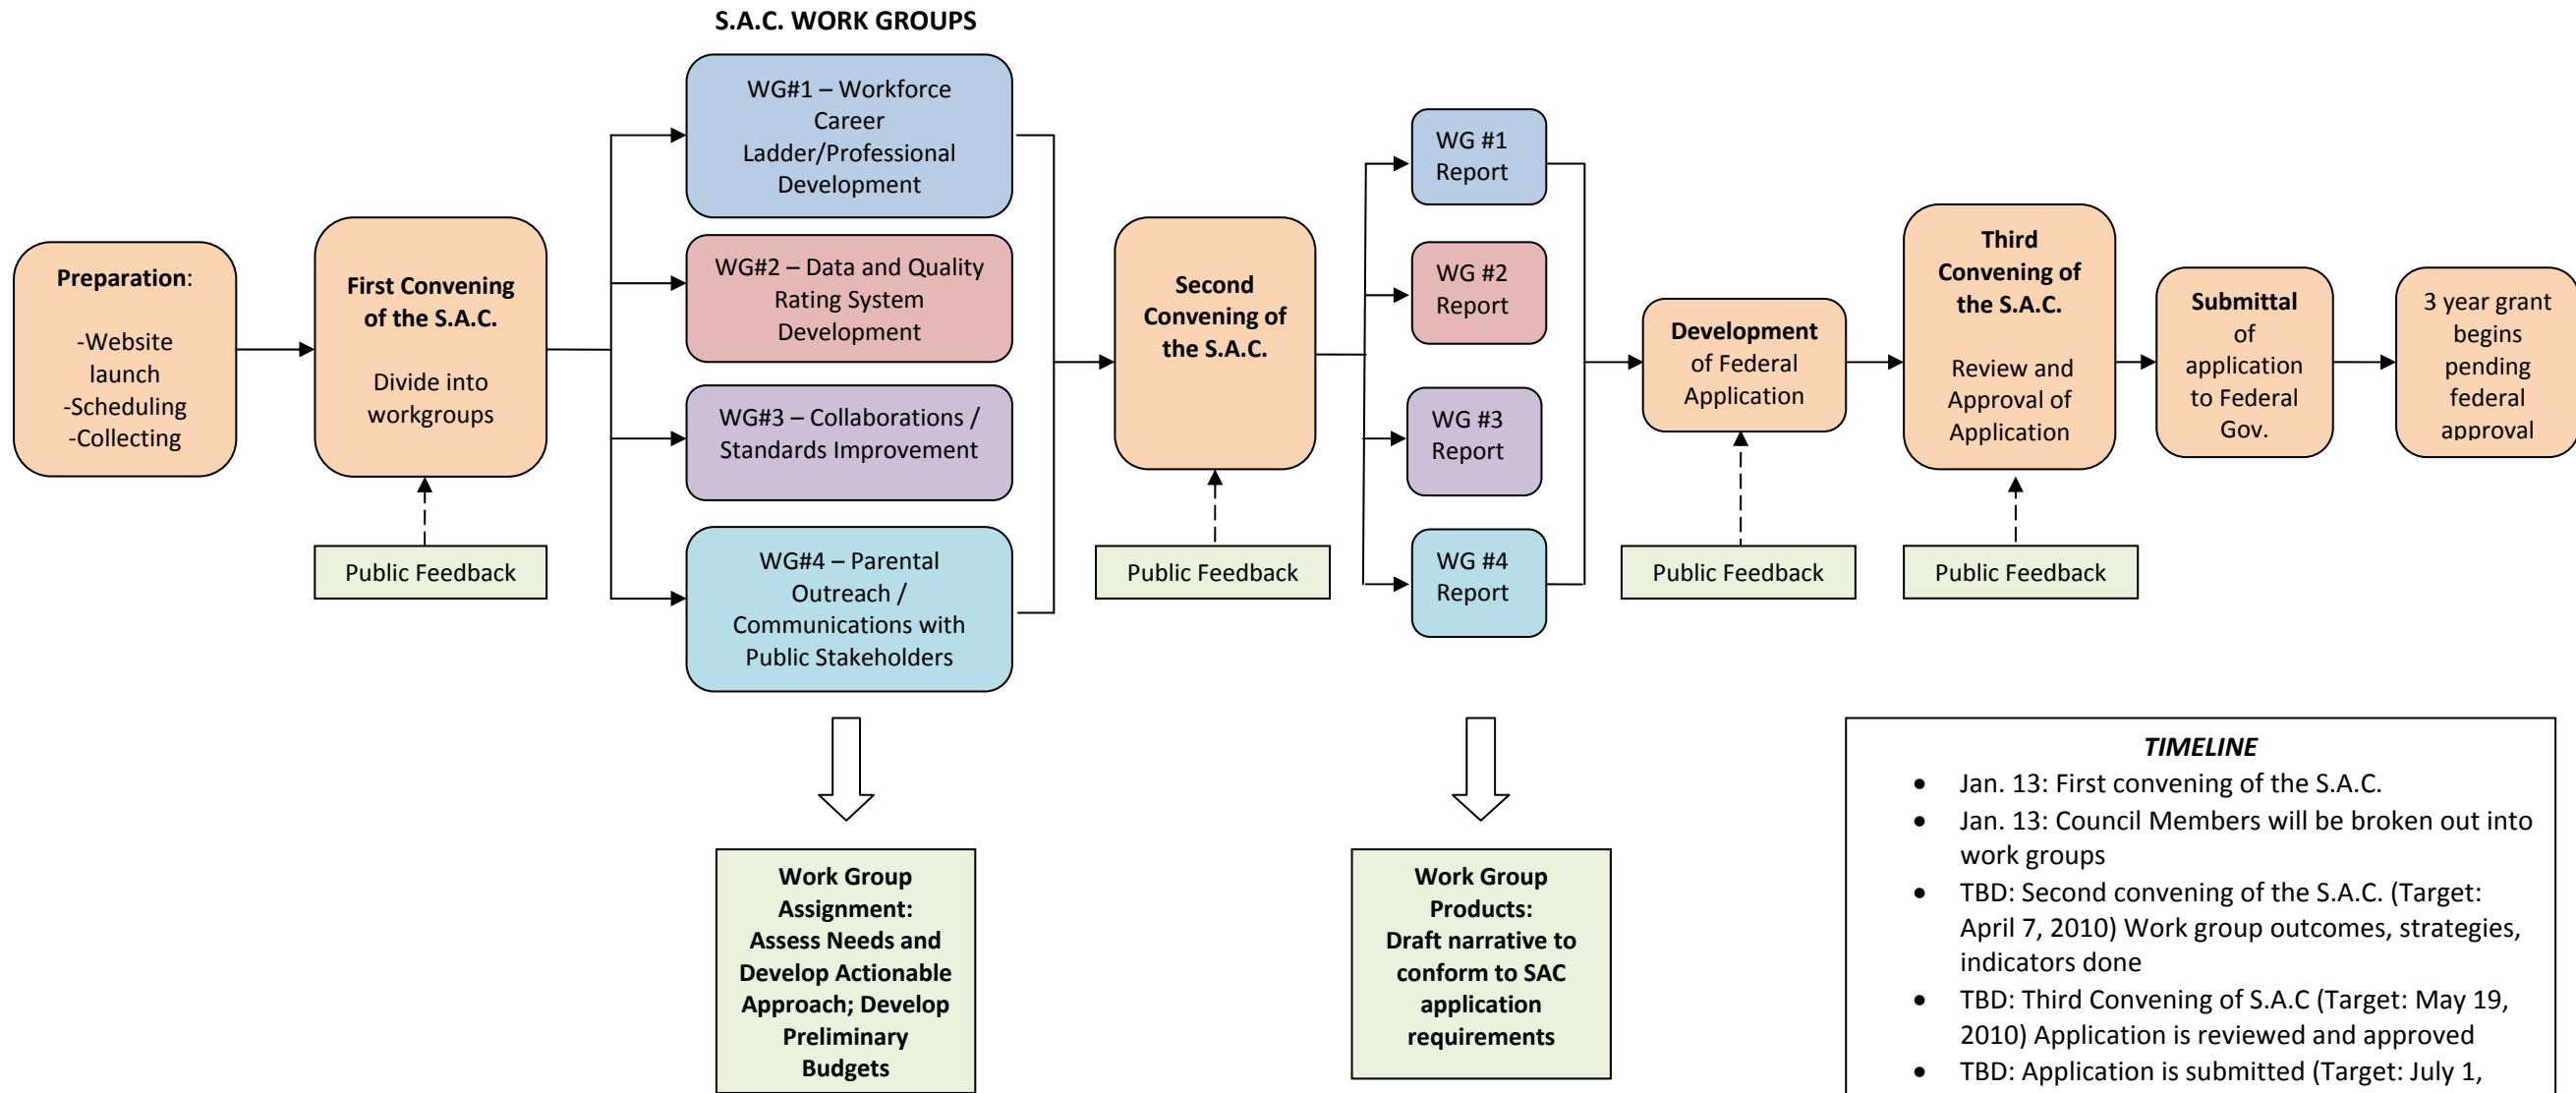 S.A.C. WORK GROUPS
Preparation:
-Website
launch
-Scheduling
-Collecting
First Convening
of the S.A.C.
Divide into
workgroups
Public Feedback
WG#1 – Workforce
Career
Ladder/Professional
Development
WG#2 – Data and Quality
Rating System
Development
WG#3 – Collaborations /
Standards Improvement
WG#4 – Parental
Outreach /
Communications with
Public Stakeholders
Work Group
Assignment:
Assess Needs and
Develop Actionable
Approach; Develop
Preliminary
Budgets
Second
Convening of
the S.A.C.
Public Feedback
WG #1
Report
WG #2
Report
WG #3
Report
WG #4
Report
Work Group
Products:
Draft narrative to
conform to SAC
application
requirements
Development
of Federal
Application
Public Feedback
Third
Convening of
the S.A.C.
Review and
Approval of
Application
Public Feedback
Submittal
of
application
to Federal
Gov.
3 year grant
begins
pending
federal
approval
TIMELINE
• Jan. 13: First convening of the S.A.C.
• Jan. 13: Council Members will be broken out into
work groups
• TBD: Second convening of the S.A.C. (Target:
April 7, 2010) Work group outcomes, strategies,
indicators done
• TBD: Third Convening of S.A.C (Target: May 19,
2010) Application is reviewed and approved
• TBD: Application is submitted (Target: July 1,